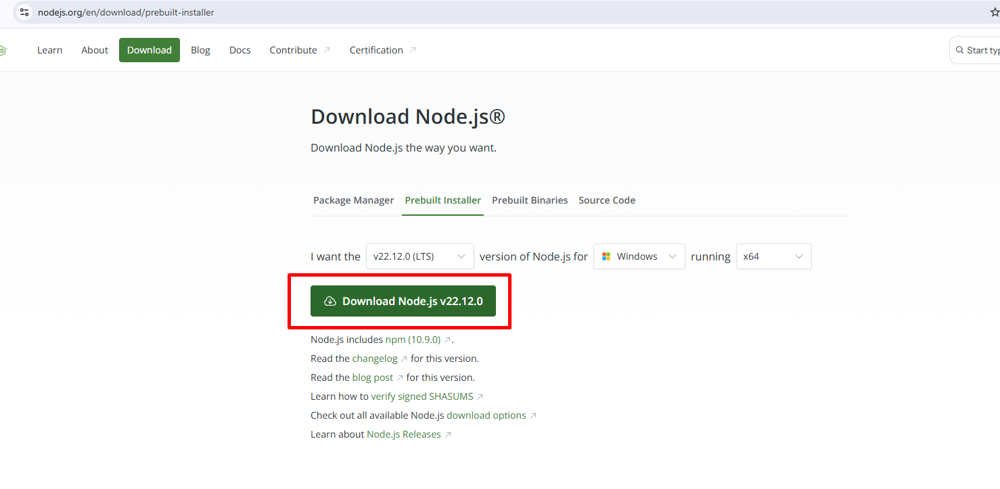 nodejs.org/en/download/prebuilt-installer
Learn About Download Blog Docs Contribute Certification Start typ
Download Node.js®
Download Node.js the way you want.
Package Manager Prebuilt Installer Prebuilt Binaries Source Code
I want the v22.12.0 (LTS) version of Node.js for Windows running x64
Download Node.js v22.12.0
Node.js includes npm (10.9.0) ↗.
Read the changelog ↗ for this version.
Read the blog post ↗ for this version.
Learn how to verify signed SHASUMS ↗
Check out all available Node.js download options ↗
Learn about Node.js Releases ↗